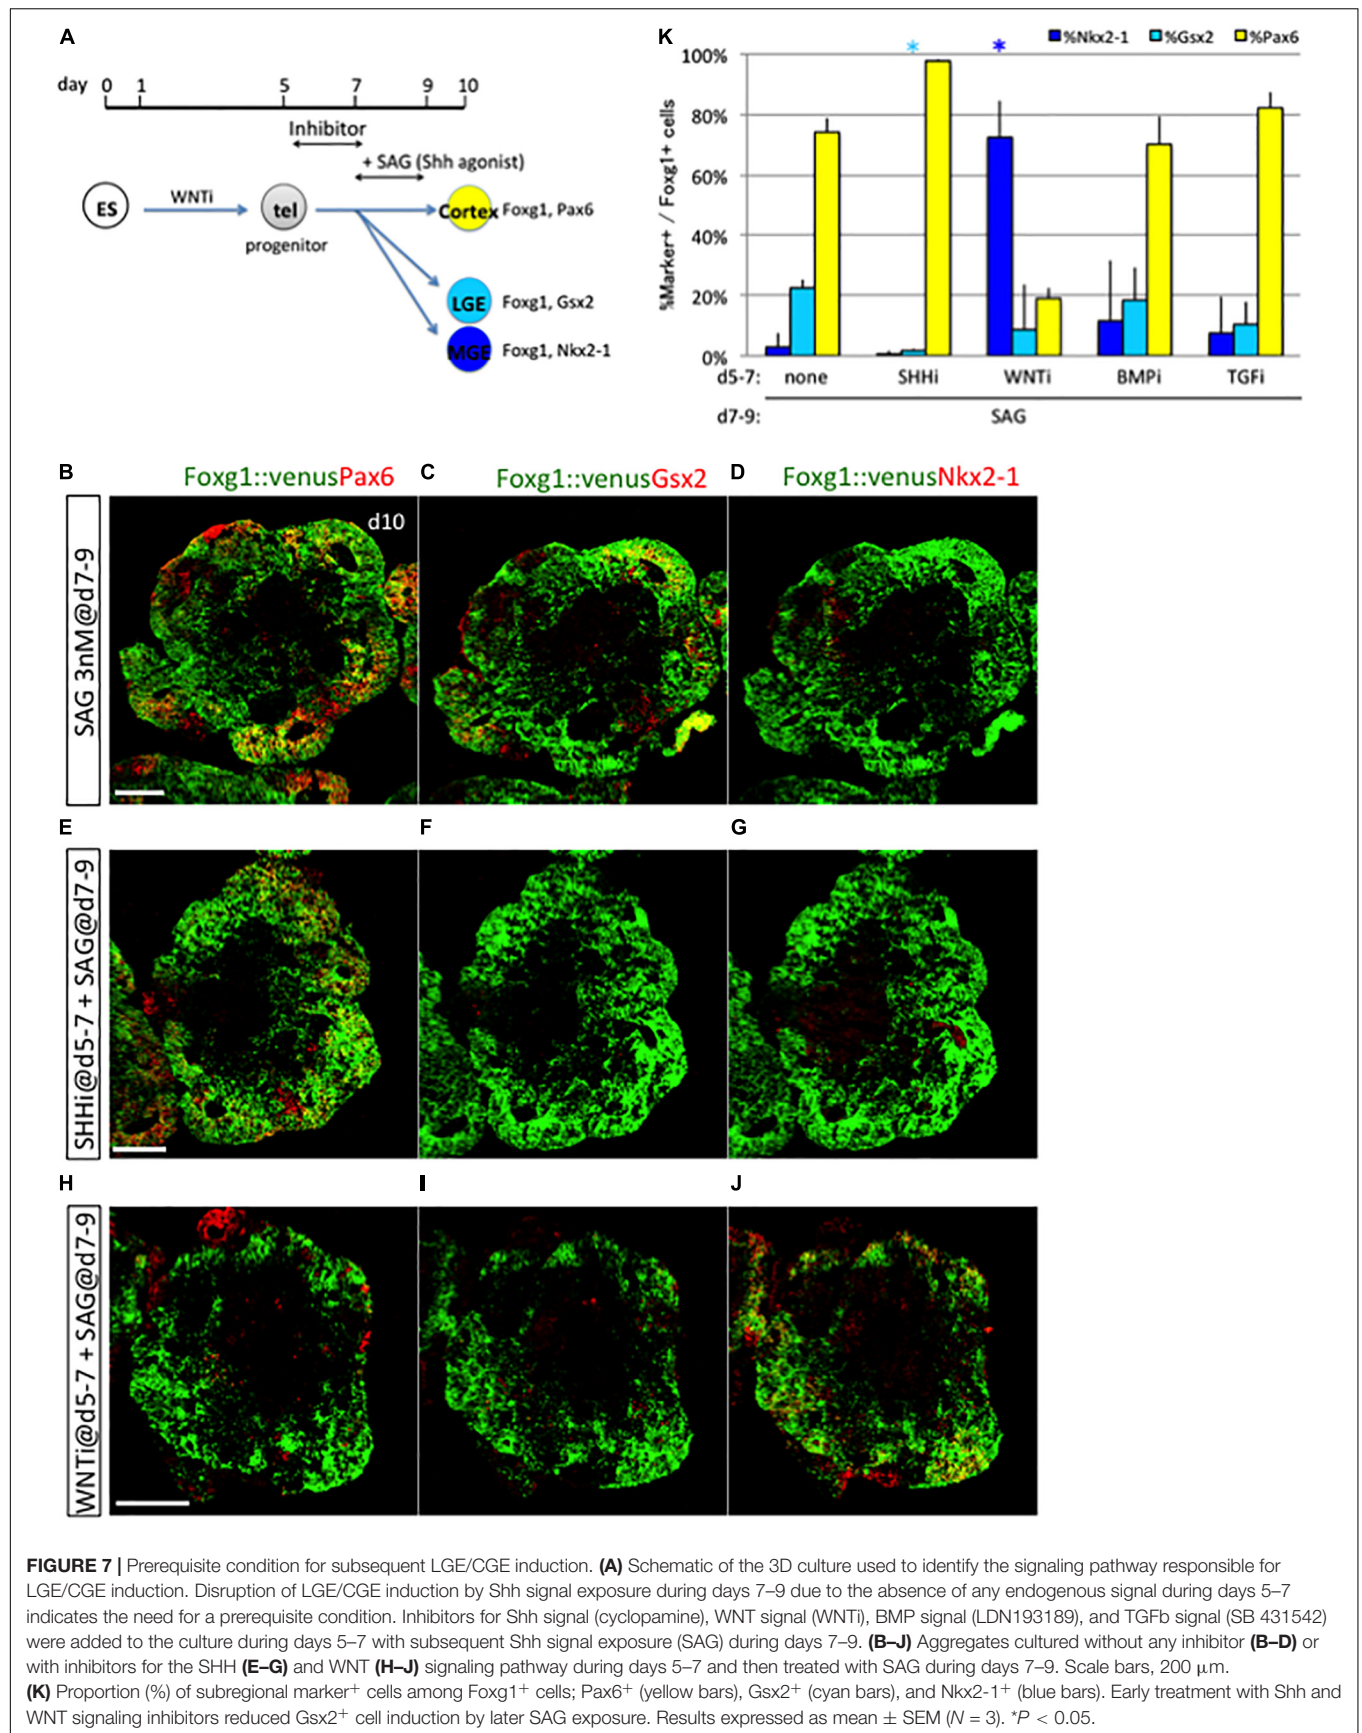 A
day 0 1 5 7 9 10
Inhibitor
+ SAG (Shh agonist)
ES WNTi tel Cortex Foxg1, Pax6
progenitor
LGE Foxg1, Gsx2
MGE Foxg1, Nkx2-1
K
%Nkx2-1 %Gsx2 %Pax6
* *
%Marker+ / Foxg1+ cells
100%
80%
60%
40%
20%
0%
d5-7: none SHHi WNTi BMPi TGFi
d7-9: SAG
B Foxg1::venusPax6 C Foxg1::venusGsx2 D Foxg1::venusNkx2-1
SAG 3nM@d7-9
d10
E F G
SHHi@d5-7 + SAG@d7-9
H I J
WNTi@d5-7 + SAG@d7-9
FIGURE 7 | Prerequisite condition for subsequent LGE/CGE induction. (A) Schematic of the 3D culture used to identify the signaling pathway responsible for
LGE/CGE induction. Disruption of LGE/CGE induction by Shh signal exposure during days 7–9 due to the absence of any endogenous signal during days 5–7
indicates the need for a prerequisite condition. Inhibitors for Shh signal (cyclopamine), WNT signal (WNTi), BMP signal (LDN193189), and TGFb signal (SB 431542)
were added to the culture during days 5–7 with subsequent Shh signal exposure (SAG) during days 7–9. (B–J) Aggregates cultured without any inhibitor (B–D) or
with inhibitors for the SHH (E–G) and WNT (H–J) signaling pathway during days 5–7 and then treated with SAG during days 7–9. Scale bars, 200 μm.
(K) Proportion (%) of subregional marker⁺ cells among Foxg1⁺ cells; Pax6⁺ (yellow bars), Gsx2⁺ (cyan bars), and Nkx2-1⁺ (blue bars). Early treatment with Shh and
WNT signaling inhibitors reduced Gsx2⁺ cell induction by later SAG exposure. Results expressed as mean ± SEM (N = 3). *P < 0.05.